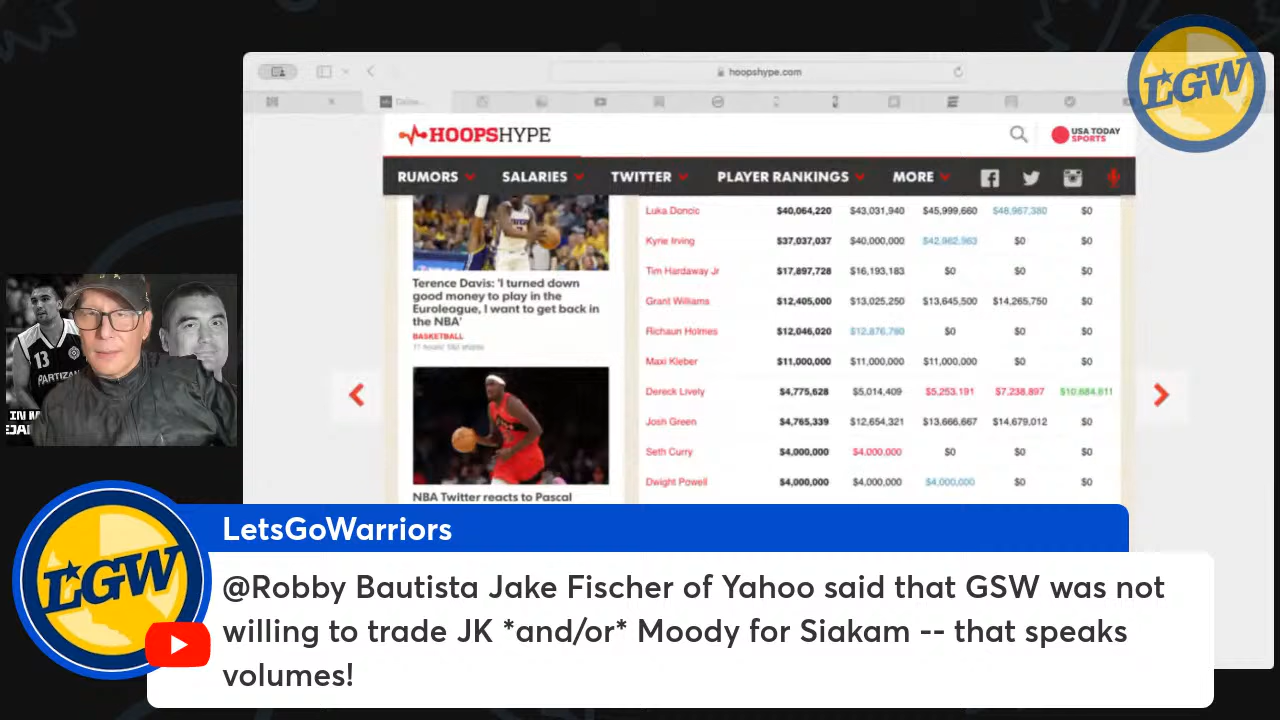 hoopshype.com
LGW
HOOPSHYPE
USA TODAY
SPORTS
RUMORS
SALARIES
TWITTER
PLAYER RANKINGS
MORE
Luka Doncic $40,064,220 $43,031,940 $45,999,660 $48,967,380 $0
Kyrie Irving $37,037,037 $40,000,000 $42,962,963 $0 $0
Tim Hardaway Jr $17,897,728 $16,193,183 $0 $0 $0
Grant Williams $12,405,000 $13,025,250 $13,645,500 $14,265,750 $0
Richaun Holmes $12,046,020 $12,876,780 $0 $0 $0
Maxi Kleber $11,000,000 $11,000,000 $11,000,000 $0 $0
Dereck Lively $4,775,628 $5,014,409 $5,253,191 $7,238,897 $10,684,611
Josh Green $4,765,339 $12,654,321 $13,666,667 $14,679,012 $0
Seth Curry $4,000,000 $4,000,000 $0 $0 $0
Dwight Powell $4,000,000 $4,000,000 $4,000,000 $0 $0
Terence Davis: 'I turned down
good money to play in the
Euroleague, I want to get back in
the NBA'
BASKETBALL
NBA Twitter reacts to Pascal
13
PARTIZAN
IN M
EJA
LGW
LetsGoWarriors
@Robby Bautista Jake Fischer of Yahoo said that GSW was not
willing to trade JK *and/or* Moody for Siakam -- that speaks
volumes!